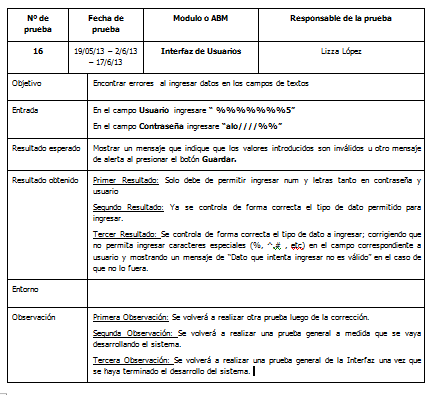 Nº de prueba Fecha de prueba Modulo o ABM Responsable de la prueba
16 19/05/13 – 2/6/13 – 17/6/13 Interfaz de Usuarios Lizza López
Objetivo Encontrar errores al ingresar datos en los campos de textos
Entrada En el campo Usuario ingresare “ %%%%%%%5”
En el campo Contraseña ingresare “alo////%%”
Resultado esperado Mostrar un mensaje que indique que los valores introducidos son inválidos u otro mensaje
de alerta al presionar el botón Guardar.
Resultado obtenido Primer Resultado: Solo debe de permitir ingresar num y letras tanto en contraseña y
usuario
Segundo Resultado: Ya se controla de forma correcta el tipo de dato permitido para
ingresar.
Tercer Resultado: Se controla de forma correcta el tipo de dato a ingresar; corrigiendo que
no permita ingresar caracteres especiales (%, ^,# , etc) en el campo correspondiente a
usuario y mostrando un mensaje de “Dato que intenta ingresar no es válido” en el caso de
que no lo fuera.
Entorno
Observación Primera Observación: Se volverá a realizar otra prueba luego de la corrección.
Segunda Observación: Se volverá a realizar una prueba general a medida que se vaya
desarrollando el sistema.
Tercera Observación: Se volverá a realizar una prueba general de la Interfaz una vez que
se haya terminado el desarrollo del sistema.